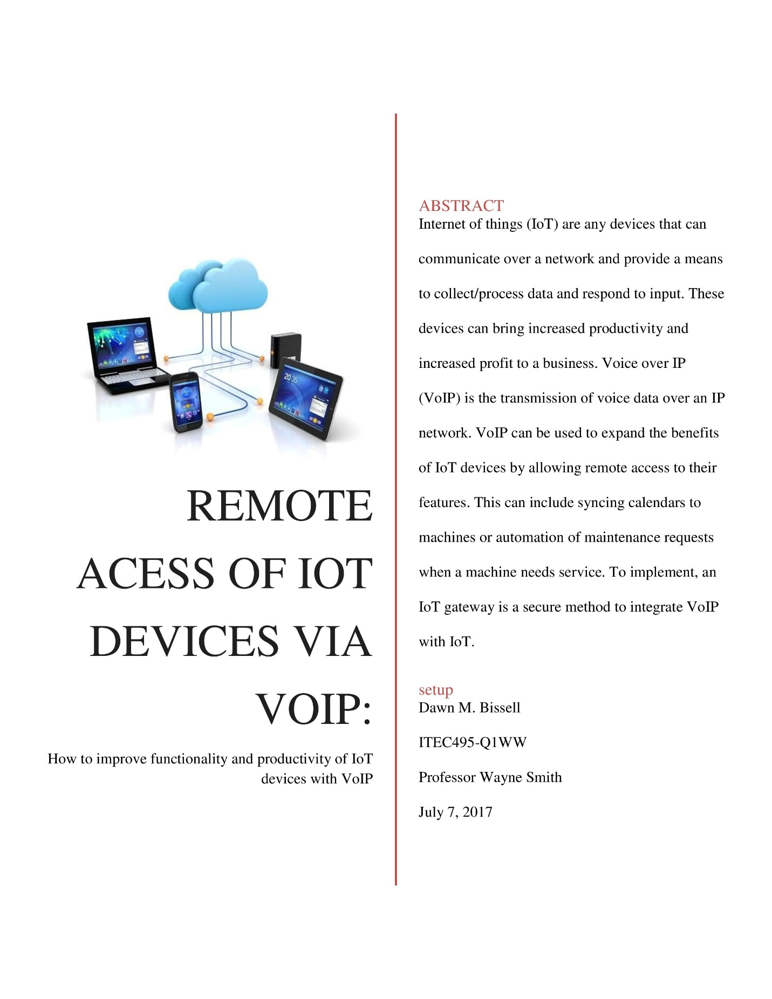 REMOTE
ACESS OF IOT
DEVICES VIA
VOIP:
How to improve functionality and productivity of IoT
devices with VoIP
ABSTRACT
Internet of things (IoT) are any devices that can
communicate over a network and provide a means
to collect/process data and respond to input. These
devices can bring increased productivity and
increased profit to a business. Voice over IP
(VoIP) is the transmission of voice data over an IP
network. VoIP can be used to expand the benefits
of IoT devices by allowing remote access to their
features. This can include syncing calendars to
machines or automation of maintenance requests
when a machine needs service. To implement, an
IoT gateway is a secure method to integrate VoIP
with IoT.
setup
Dawn M. Bissell
ITEC495-Q1WW
Professor Wayne Smith
July 7, 2017
20 35